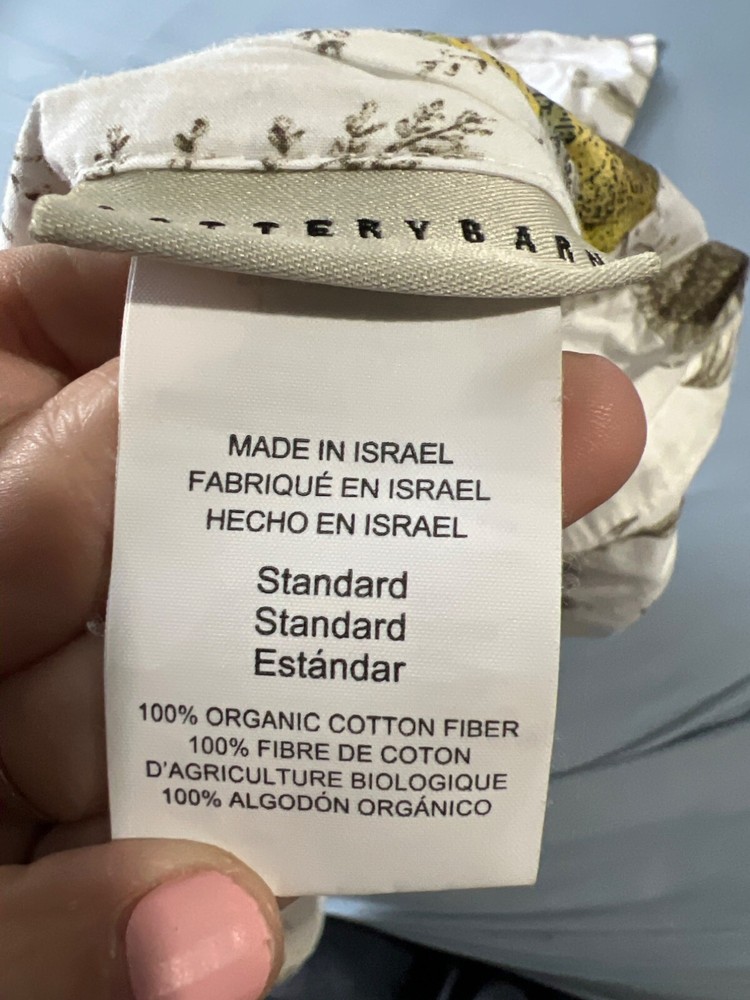 POTTERYBARN
MADE IN ISRAEL
FABRIQUÉ EN ISRAEL
HECHO EN ISRAEL
Standard
Standard
Estándar
100% ORGANIC COTTON FIBER
100% FIBRE DE COTON
D'AGRICULTURE BIOLOGIQUE
100% ALGODÓN ORGÁNICO